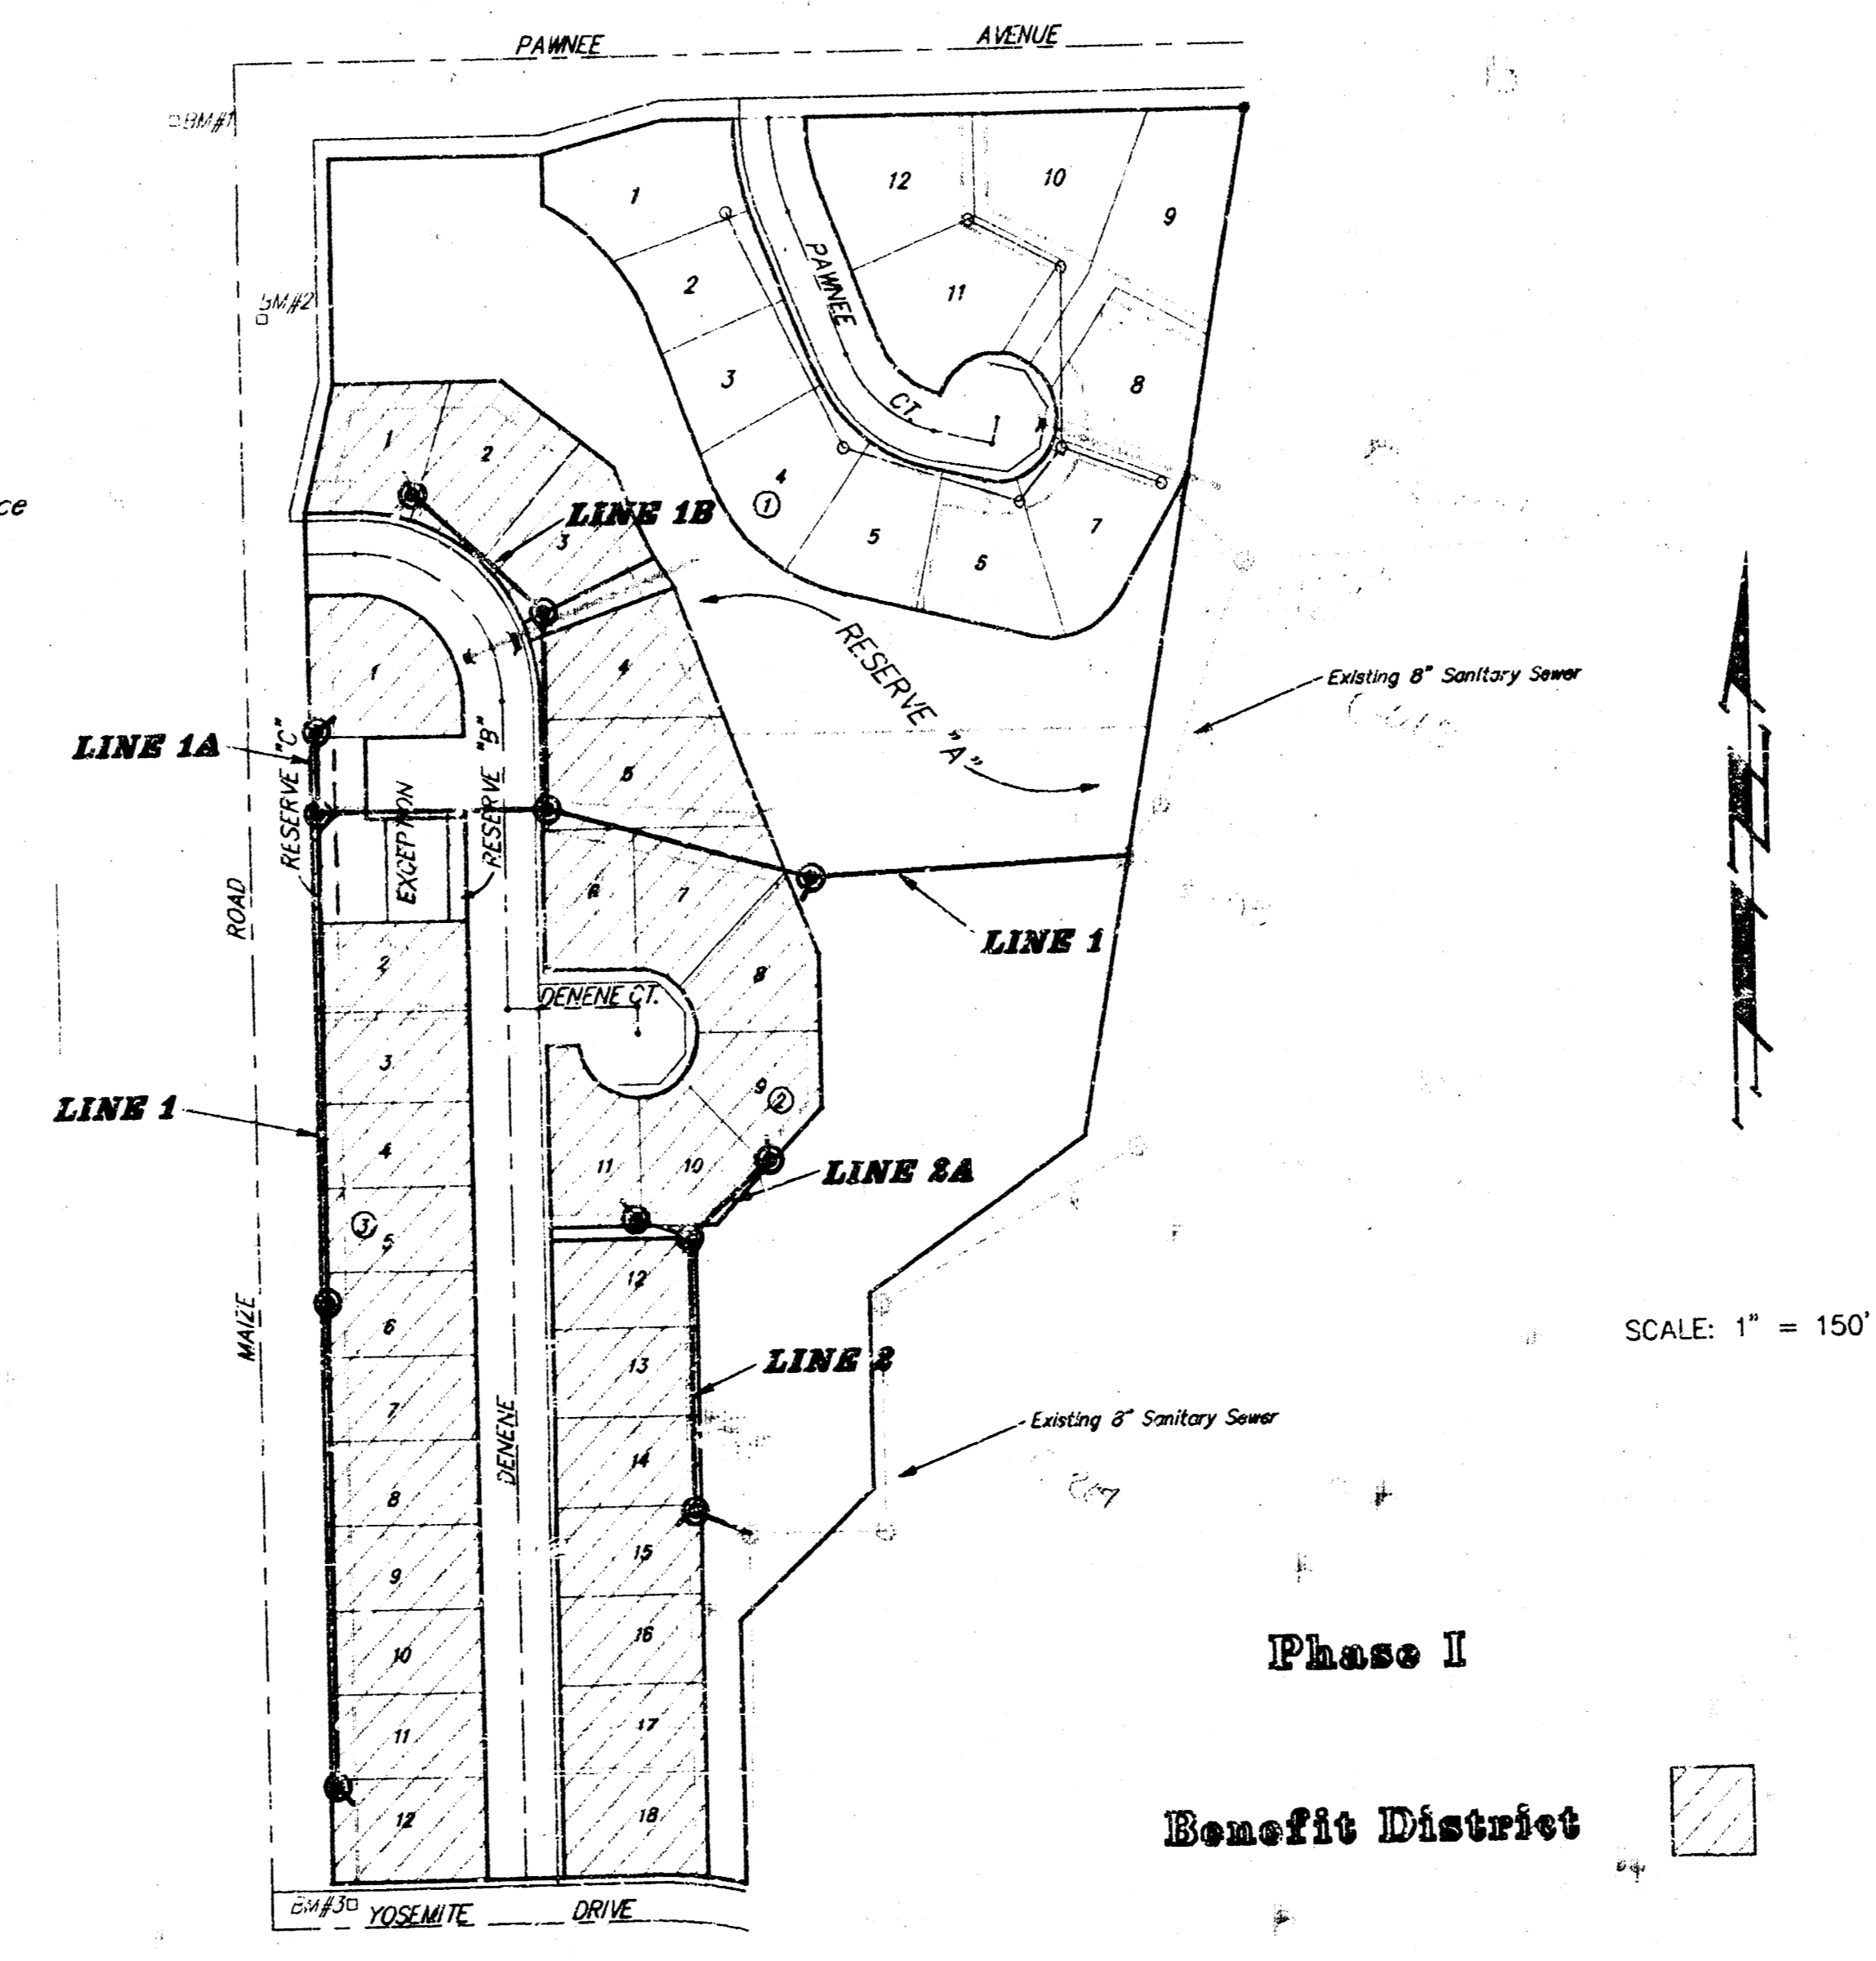 PAWNEE AVENUE
BM#1
BM#2
ce
1
2
3
4
①
5
6
7
8
9
10
11
12
PAWNEE
CT.
1
2
3
LINE 1B
4
5
6
7
8
9
②
10
11
12
13
14
15
16
17
18
RESERVE "A"
Existing 8" Sanitary Sewer
1
LINE 1A
RESERVE "C"
EXCEPTION
RESERVE "B"
ROAD
LINE 1
DENENE CT.
2
3
4
LINE 1
③
5
6
7
8
9
10
11
12
LINE 2A
MAIZE
LINE 2
DENENE
Existing 8" Sanitary Sewer
SCALE: 1" = 150'
Phase I
Benefit District
BM#3
YOSEMITE DRIVE